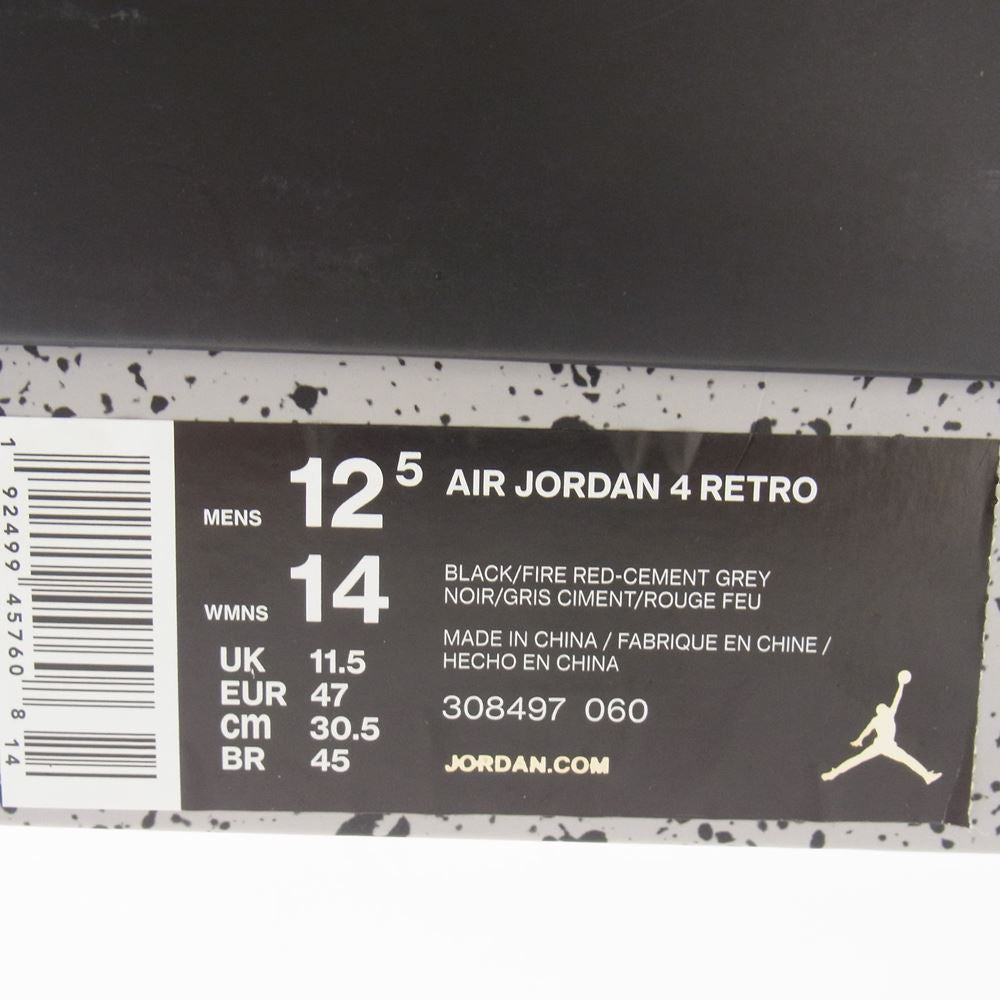 1 92499 45760 8 14
MENS 12 5
WMNS 14
UK 11.5
EUR 47
cm 30.5
BR 45
AIR JORDAN 4 RETRO
BLACK/FIRE RED-CEMENT GREY
NOIR/GRIS CIMENT/ROUGE FEU
MADE IN CHINA / FABRIQUE EN CHINE /
HECHO EN CHINA
308497 060
JORDAN.COM